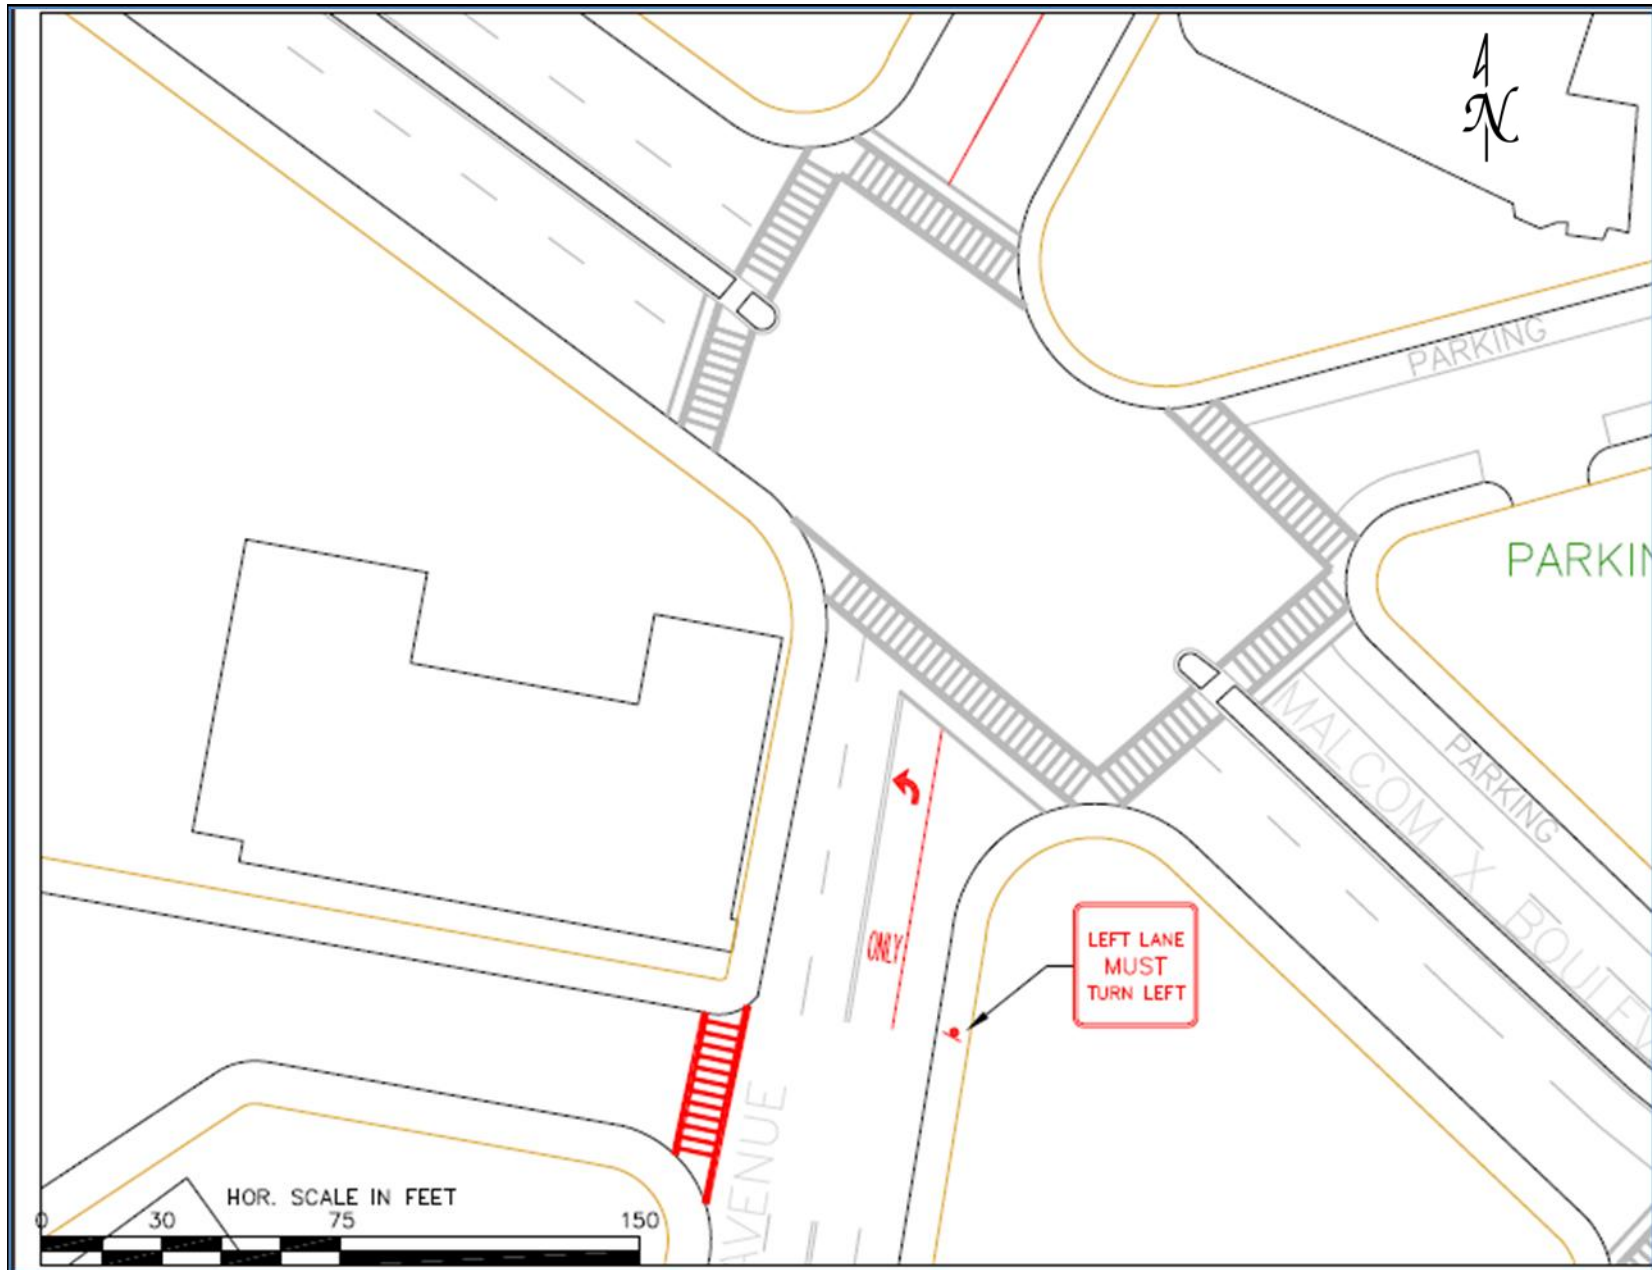 N
PARKING
PARKIN
MALCOM X BOULEV
PARKING
ONLY
LEFT LANE
MUST
TURN LEFT
AVENUE
HOR. SCALE IN FEET
0 30 75 150